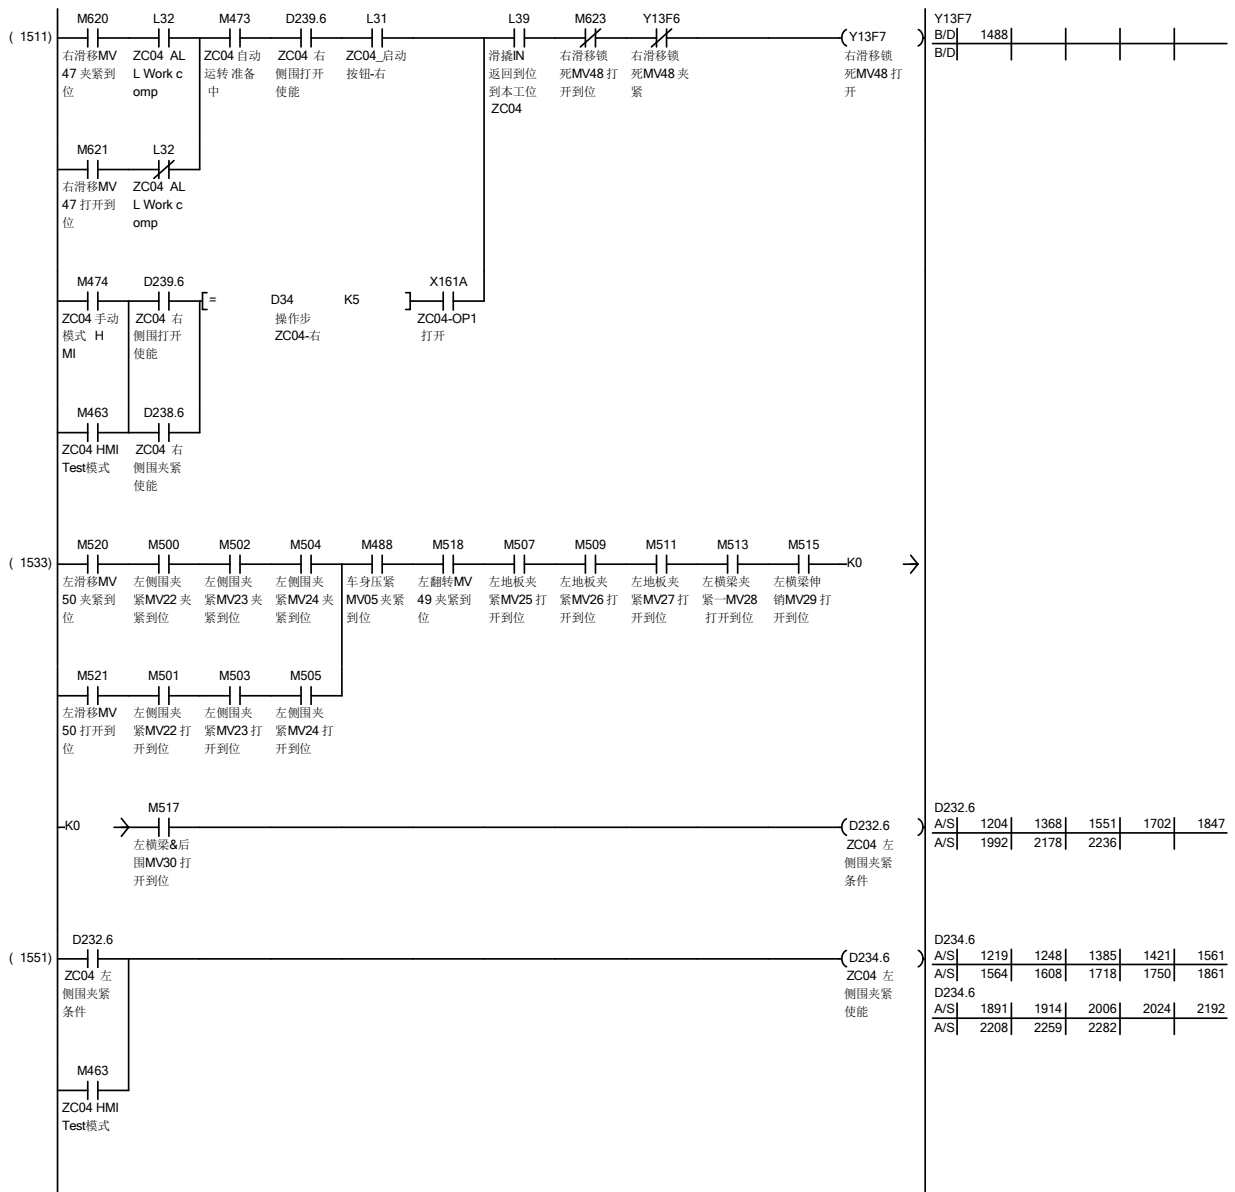 M620 L32 M473 D239.6 L31 L39 M623 Y13F6 Y13F7
( 1511) (Y13F7 ) B/D 1488
右滑移MV ZC04 AL ZC04 自动 ZC04 右 ZC04_启动 滑撬IN 右滑移锁 右滑移锁 右滑移锁 B/D
47 夹紧到 L Work c 运转 准备 侧围打开 按钮-右 返回到位 死MV48 打 死MV48 夹 死MV48 打
位 omp 中 使能 到本工位 开到位 紧 开
ZC04
M621 L32
右滑移MV ZC04 AL
47 打开到 L Work c
位 omp
M474 D239.6 X161A
[= D34 K5 ]
ZC04 手动 ZC04 右 操作步 ZC04-OP1
模式 H 侧围打开 ZC04-右 打开
MI 使能
M463 D238.6
ZC04 HMI ZC04 右
Test模式 侧围夹紧
使能
M520 M500 M502 M504 M488 M518 M507 M509 M511 M513 M515
( 1533) K0
左滑移MV 左侧围夹 左侧围夹 左侧围夹 车身压紧 左翻转MV 左地板夹 左地板夹 左地板夹 左横梁夹 左横梁伸
50 夹紧到 紧MV22 夹 紧MV23 夹 紧MV24 夹 MV05 夹紧 49 夹紧到 紧MV25 打 紧MV26 打 紧MV27 打 紧一MV28 销MV29 打
位 紧到位 紧到位 紧到位 到位 位 开到位 开到位 开到位 打开到位 开到位
M521 M501 M503 M505
左滑移MV 左侧围夹 左侧围夹 左侧围夹
50 打开到 紧MV22 打 紧MV23 打 紧MV24 打
位 开到位 开到位 开到位
M517 D232.6
K0 (D232.6 ) A/S 1204 1368 1551 1702 1847
左横梁&后 ZC04 左 A/S 1992 2178 2236
围MV30 打 侧围夹紧
开到位 条件
D232.6 D234.6
( 1551) (D234.6 ) A/S 1219 1248 1385 1421 1561
ZC04 左 ZC04 左 A/S 1564 1608 1718 1750 1861
侧围夹紧 侧围夹紧 D234.6
条件 使能 A/S 1891 1914 2006 2024 2192
A/S 2208 2259 2282
M463
ZC04 HMI
Test模式